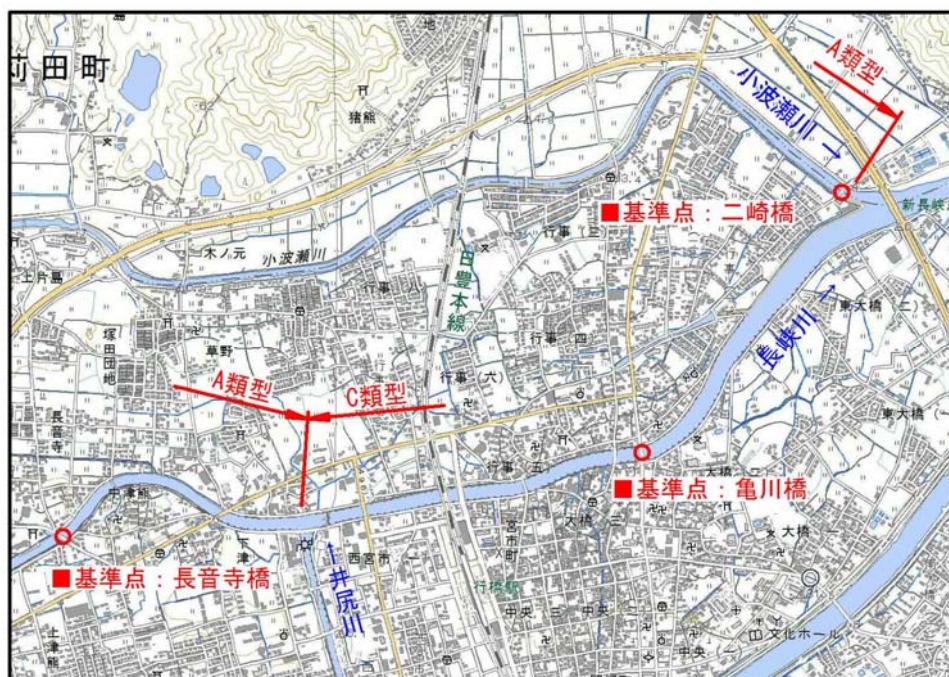 苅田町
猪熊
A類型
小波瀬川
→
■基準点：二崎橋
行事（三）
新長峡
木ノ元
小波瀬川
上片島
行事（八）
日豊本線
長峡川
→
東大橋（二）
塚田団地
草野
行事（四）
A類型
C類型
行事（六）
長音寺
東大橋（
行事（五）
■基準点：亀川橋
中津熊
大橋（三）
大橋（二）
宮市町
■基準点：長音寺橋
下津
←井尻川
西宮市（一）
大橋（一）
行橋駅
中央（三）
中央（二）
上津熊
文化ホール
中央（一）